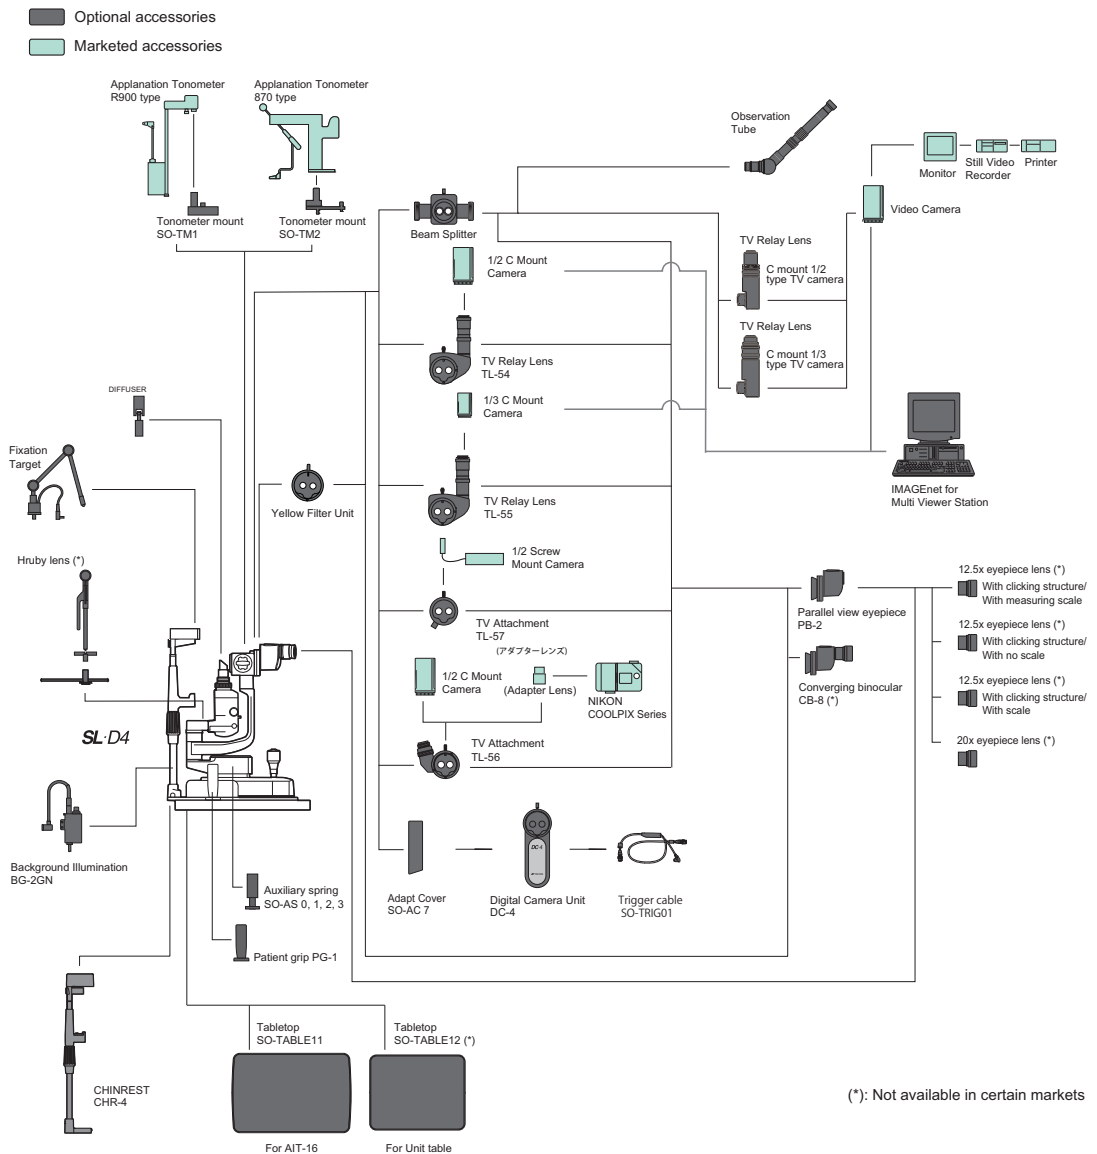 Optional accessories
Marketed accessories
Applanation Tonometer
R900 type
Applanation Tonometer
870 type
Tonometer mount
SO-TM1
Tonometer mount
SO-TM2
Observation
Tube
Monitor
Still Video
Recorder
Printer
Video Camera
Beam Splitter
1/2 C Mount
Camera
TV Relay Lens
C mount 1/2
type TV camera
TV Relay Lens
C mount 1/3
type TV camera
TV Relay Lens
TL-54
1/3 C Mount
Camera
DIFFUSER
Fixation
Target
Yellow Filter Unit
TV Relay Lens
TL-55
IMAGEnet for
Multi Viewer Station
1/2 Screw
Mount Camera
Hruby lens (*)
TV Attachment
TL-57
(アダプターレンズ)
1/2 C Mount
Camera
(Adapter Lens)
NIKON
COOLPIX Series
TV Attachment
TL-56
Parallel view eyepiece
PB-2
Converging binocular
CB-8 (*)
12.5x eyepiece lens (*)
With clicking structure/
With measuring scale
12.5x eyepiece lens (*)
With clicking structure/
With no scale
12.5x eyepiece lens (*)
With clicking structure/
With scale
20x eyepiece lens (*)
SL·D4
Background Illumination
BG-2GN
Auxiliary spring
SO-AS 0, 1, 2, 3
Patient grip PG-1
Adapt Cover
SO-AC 7
DC-4
Digital Camera Unit
DC-4
Trigger cable
SO-TRIG01
CHINREST
CHR-4
Tabletop
SO-TABLE11
For AIT-16
Tabletop
SO-TABLE12 (*)
For Unit table
(*): Not available in certain markets